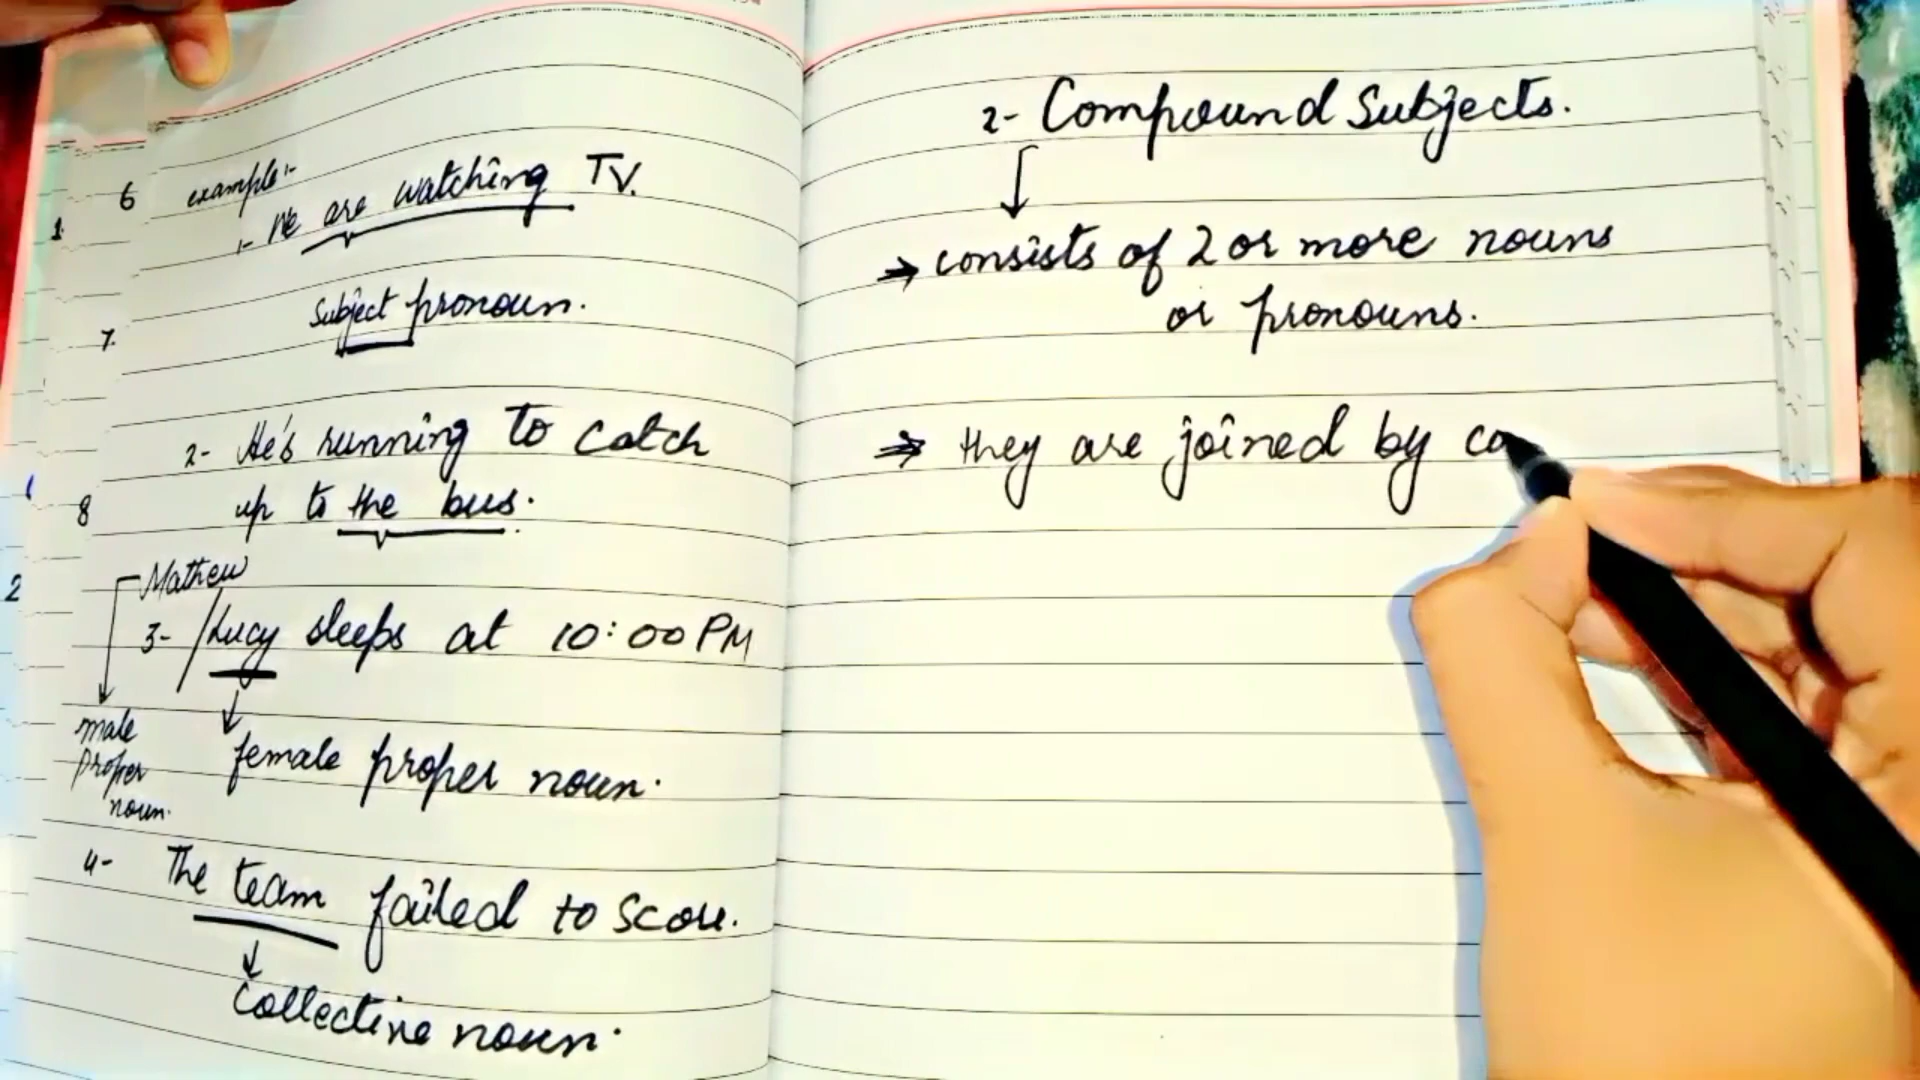 6 example:-
1- We are watching TV.
Subject pronoun.
2- He's running to catch
up to the bus.
Mathew
3- /Lucy sleeps at 10:00 PM
male
proper
noun.
female proper noun.
4- The team failed to score.
collective noun.
1.
7.
8
2
2- Compound Subjects.
→ consists of 2 or more nouns
or pronouns.
⇒ they are joined by co